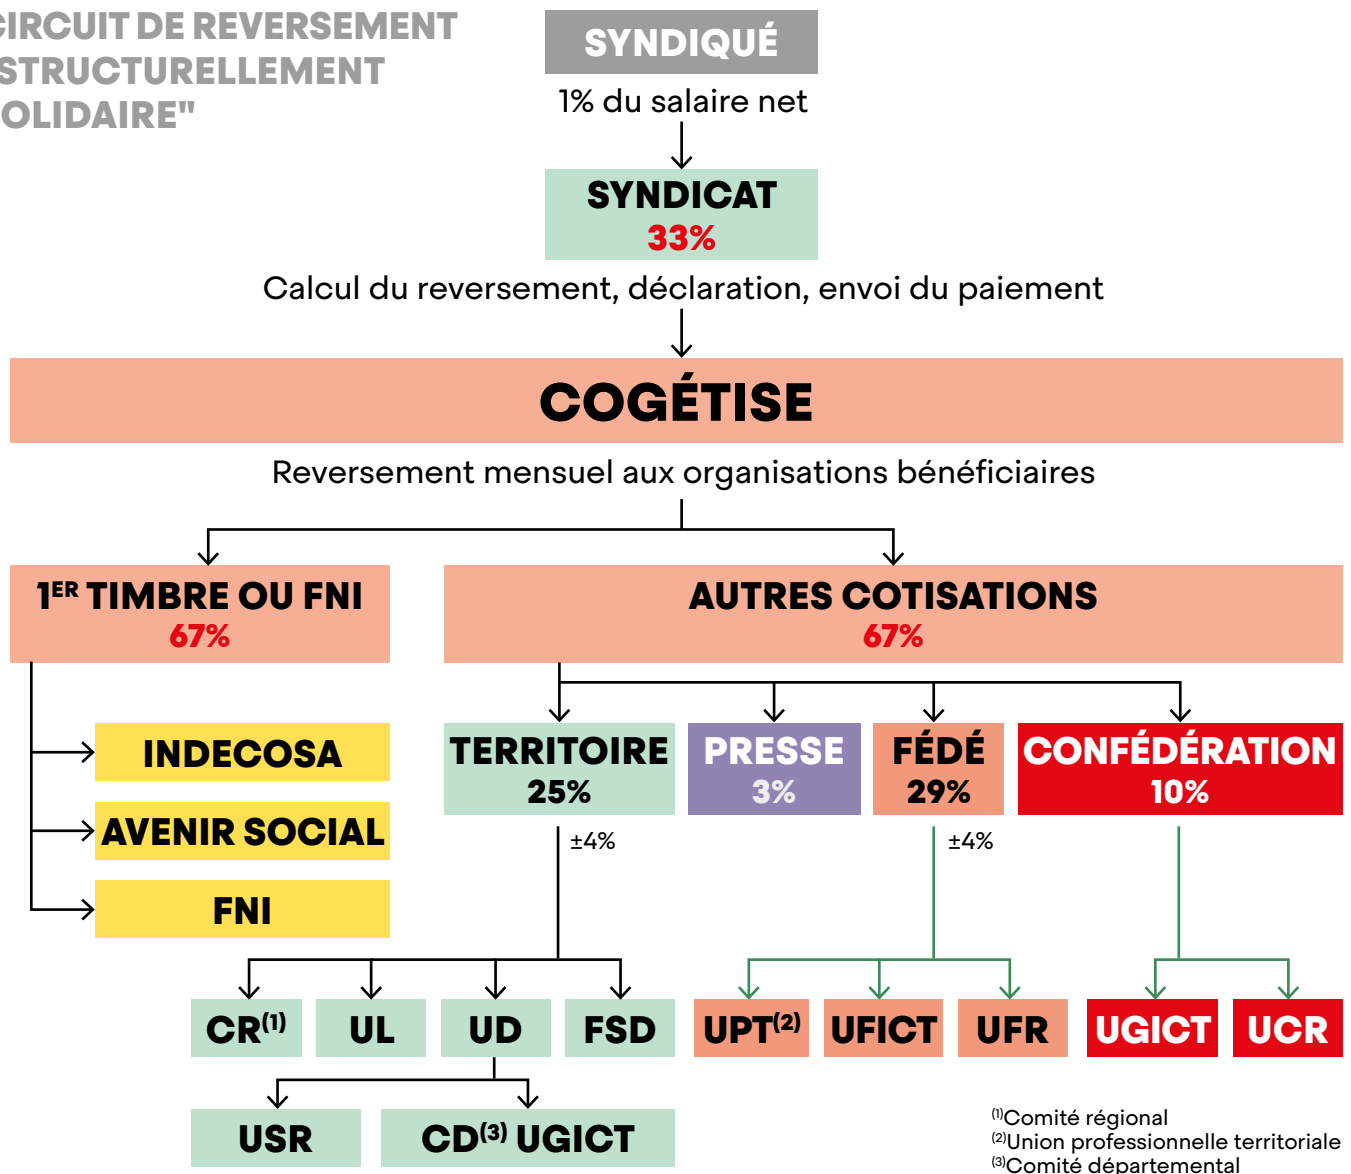 CIRCUIT DE REVERSEMENT
STRUCTURELLEMENT
OLIDAIRE"
SYNDIQUÉ
1% du salaire net
SYNDICAT
33%
Calcul du reversement, déclaration, envoi du paiement
COGÉTISE
Reversement mensuel aux organisations bénéficiaires
1ER TIMBRE OU FNI
67%
AUTRES COTISATIONS
67%
INDECOSA
AVENIR SOCIAL
FNI
TERRITOIRE
25%
±4%
PRESSE
3%
FÉDÉ
29%
±4%
CONFÉDÉRATION
10%
CR(1)
UL
UD
FSD
UPT(2)
UFICT
UFR
UGICT
UCR
USR
CD(3) UGICT
(1)Comité régional
(2)Union professionnelle territoriale
(3)Comité départemental